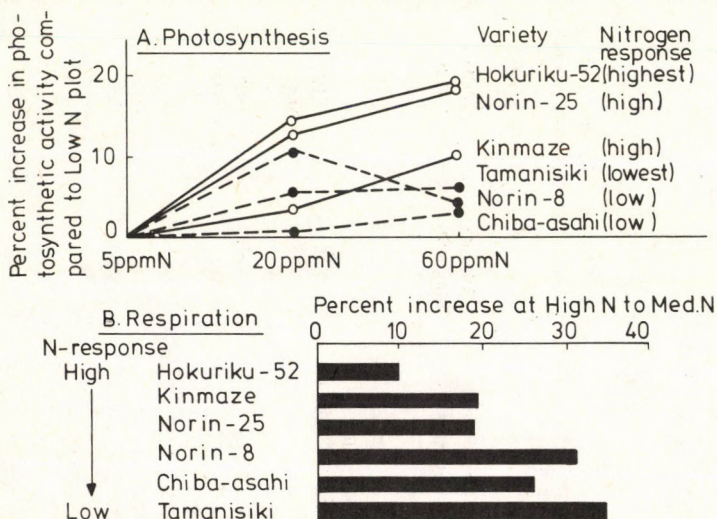 Percent increase in pho-
tosynthetic activity com-
pared to Low N plot
A. Photosynthesis
20
10
0
5ppmN 20ppmN 60ppmN
Variety Nitrogen
response
Hokuriku-52(highest)
Norin-25 (high)
Kinmaze (high)
Tamanisiki (lowest)
Norin-8 (low)
Chiba-asahi(low)
B. Respiration
Percent increase at High N to Med.N
0 10 20 30 40
N-response
High Hokuriku-52
Kinmaze
Norin-25
Norin-8
Chiba-asahi
Low Tamanisiki